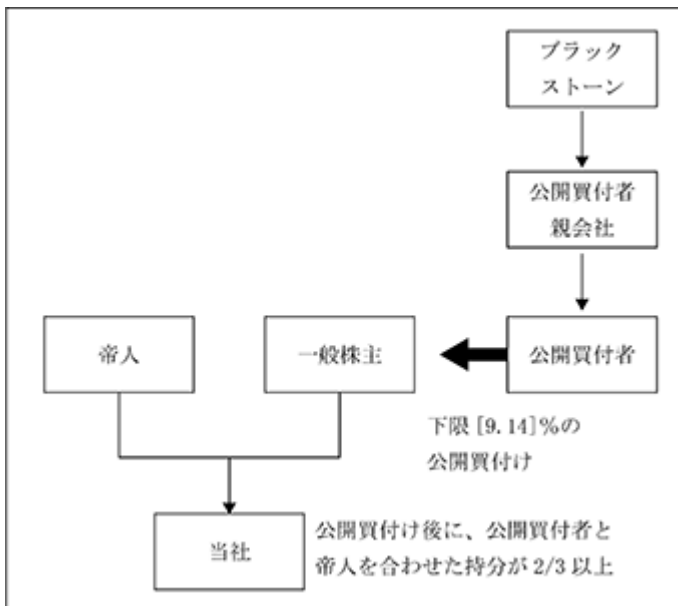 ブラック
ストーン
公開買付者
親会社
帝人
一般株主
公開買付者
下限 [9.14]%の
公開買付け
当社
公開買付け後に、公開買付者と
帝人を合わせた持分が 2/3 以上